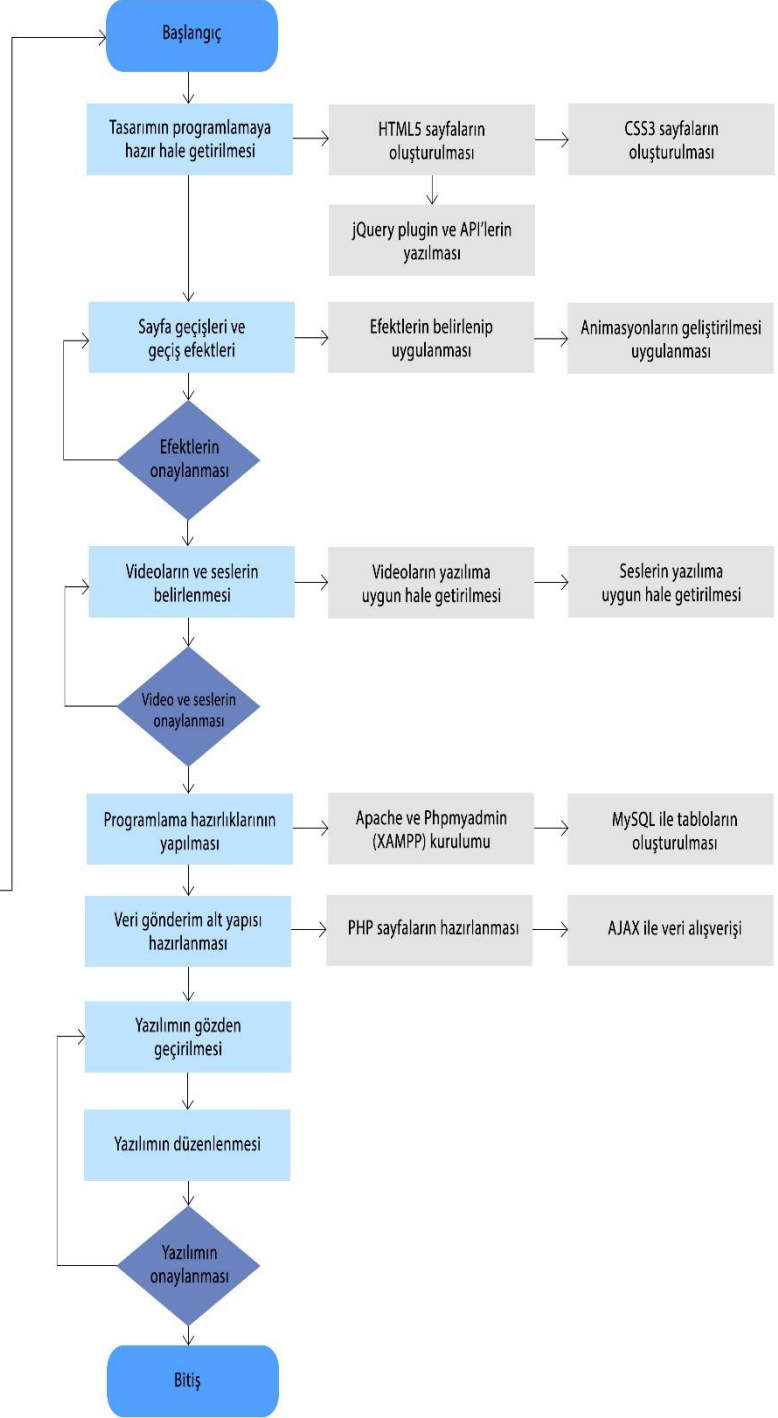 Başlangıç
Tasarımın programlamaya
hazır hale getirilmesi
HTML5 sayfaların
oluşturulması
CSS3 sayfaların
oluşturulması
jQuery plugin ve API'lerin
yazılması
Sayfa geçişleri ve
geçiş efektleri
Efektlerin belirlenip
uygulanması
Animasyonların geliştirilmesi
uygulanması
Efektlerin
onaylanması
Videoların ve seslerin
belirlenmesi
Videoların yazılıma
uygun hale getirilmesi
Seslerin yazılıma
uygun hale getirilmesi
Video ve seslerin
onaylanması
Programlama hazırlıklarının
yapılması
Apache ve Phpmyadmin
(XAMPP) kurulumu
MySQL ile tabloların
oluşturulması
Veri gönderim alt yapısı
hazırlanması
PHP sayfaların hazırlanması
AJAX ile veri alışverişi
Yazılımın gözden
geçirilmesi
Yazılımın düzenlenmesi
Yazılımın
onaylanması
Bitiş